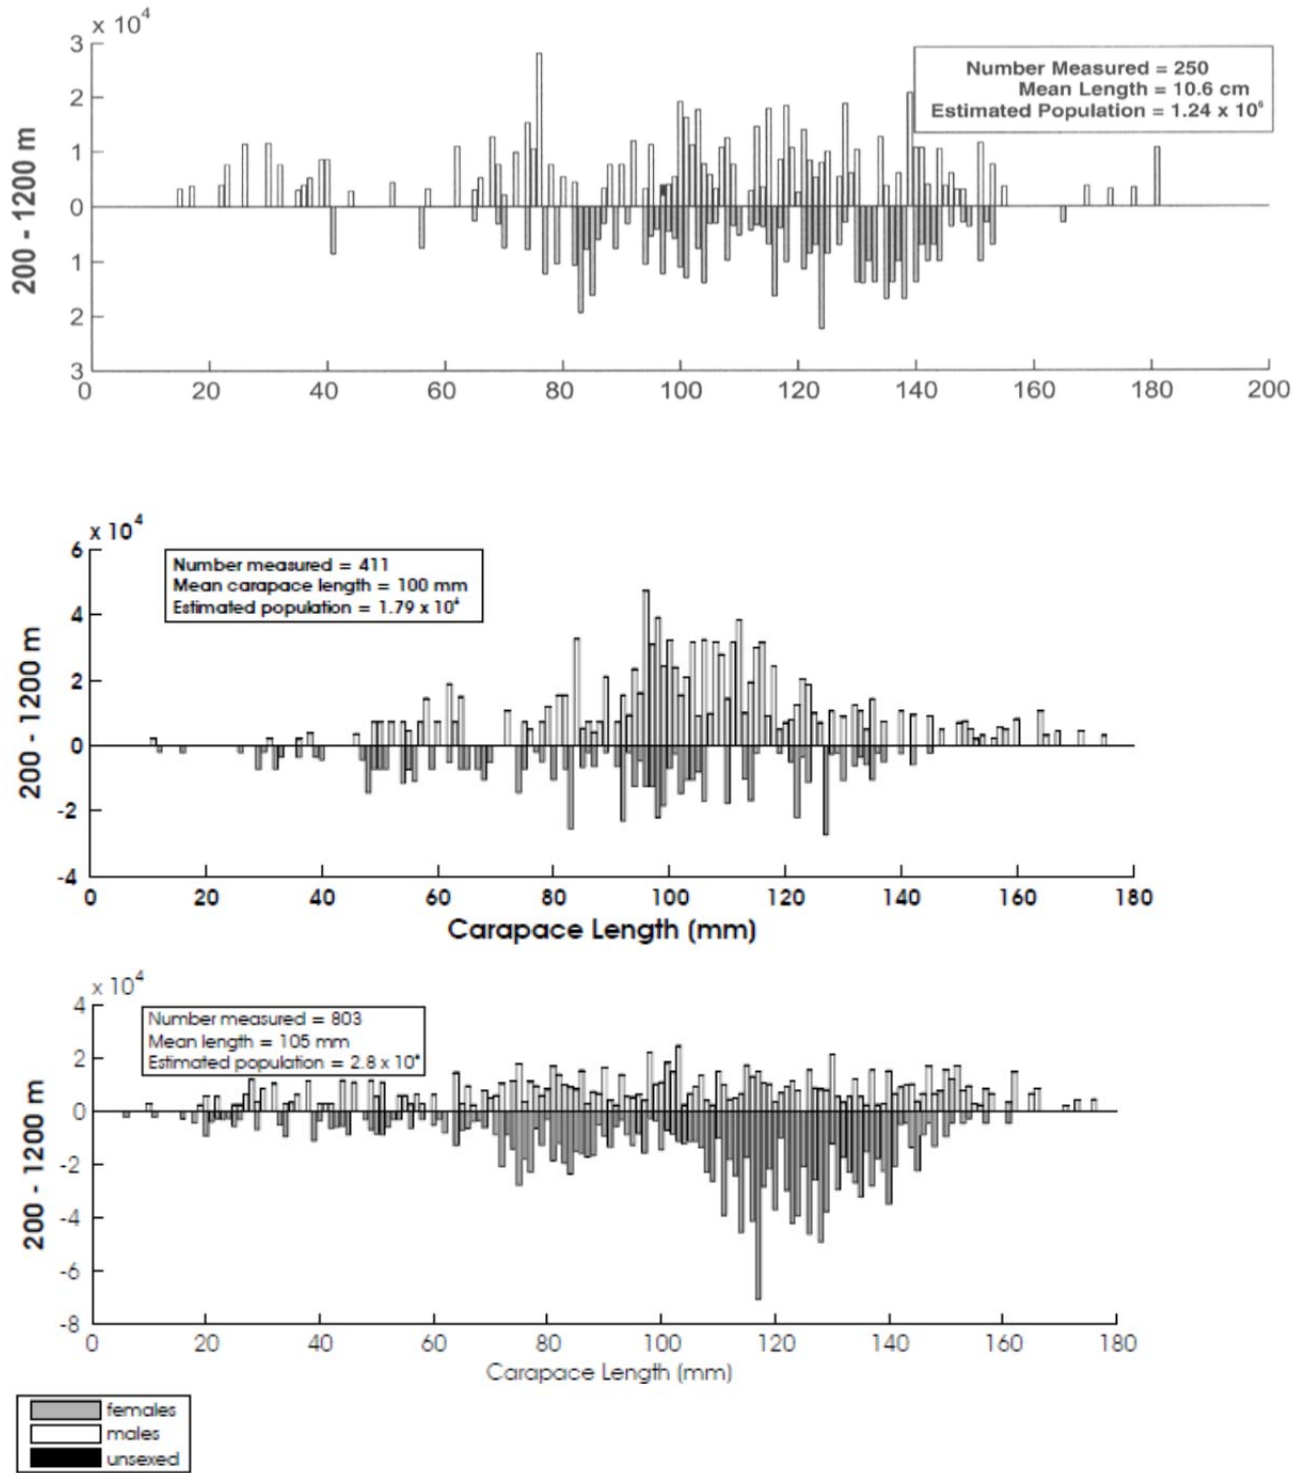 x 10⁴
3
2
1
0
1
2
3
200 - 1200 m
Number Measured = 250
Mean Length = 10.6 cm
Estimated Population = 1.24 x 10⁶
0 20 40 60 80 100 120 140 160 180 200
x 10⁴
6
4
2
0
-2
-4
200 - 1200 m
Number measured = 411
Mean carapace length = 100 mm
Estimated population = 1.79 x 10⁶
0 20 40 60 80 100 120 140 160 180
Carapace Length (mm)
x 10⁴
4
2
0
-2
-4
-6
-8
200 - 1200 m
Number measured = 803
Mean length = 105 mm
Estimated population = 2.8 x 10⁶
0 20 40 60 80 100 120 140 160 180
Carapace Length (mm)
females
males
unsexed